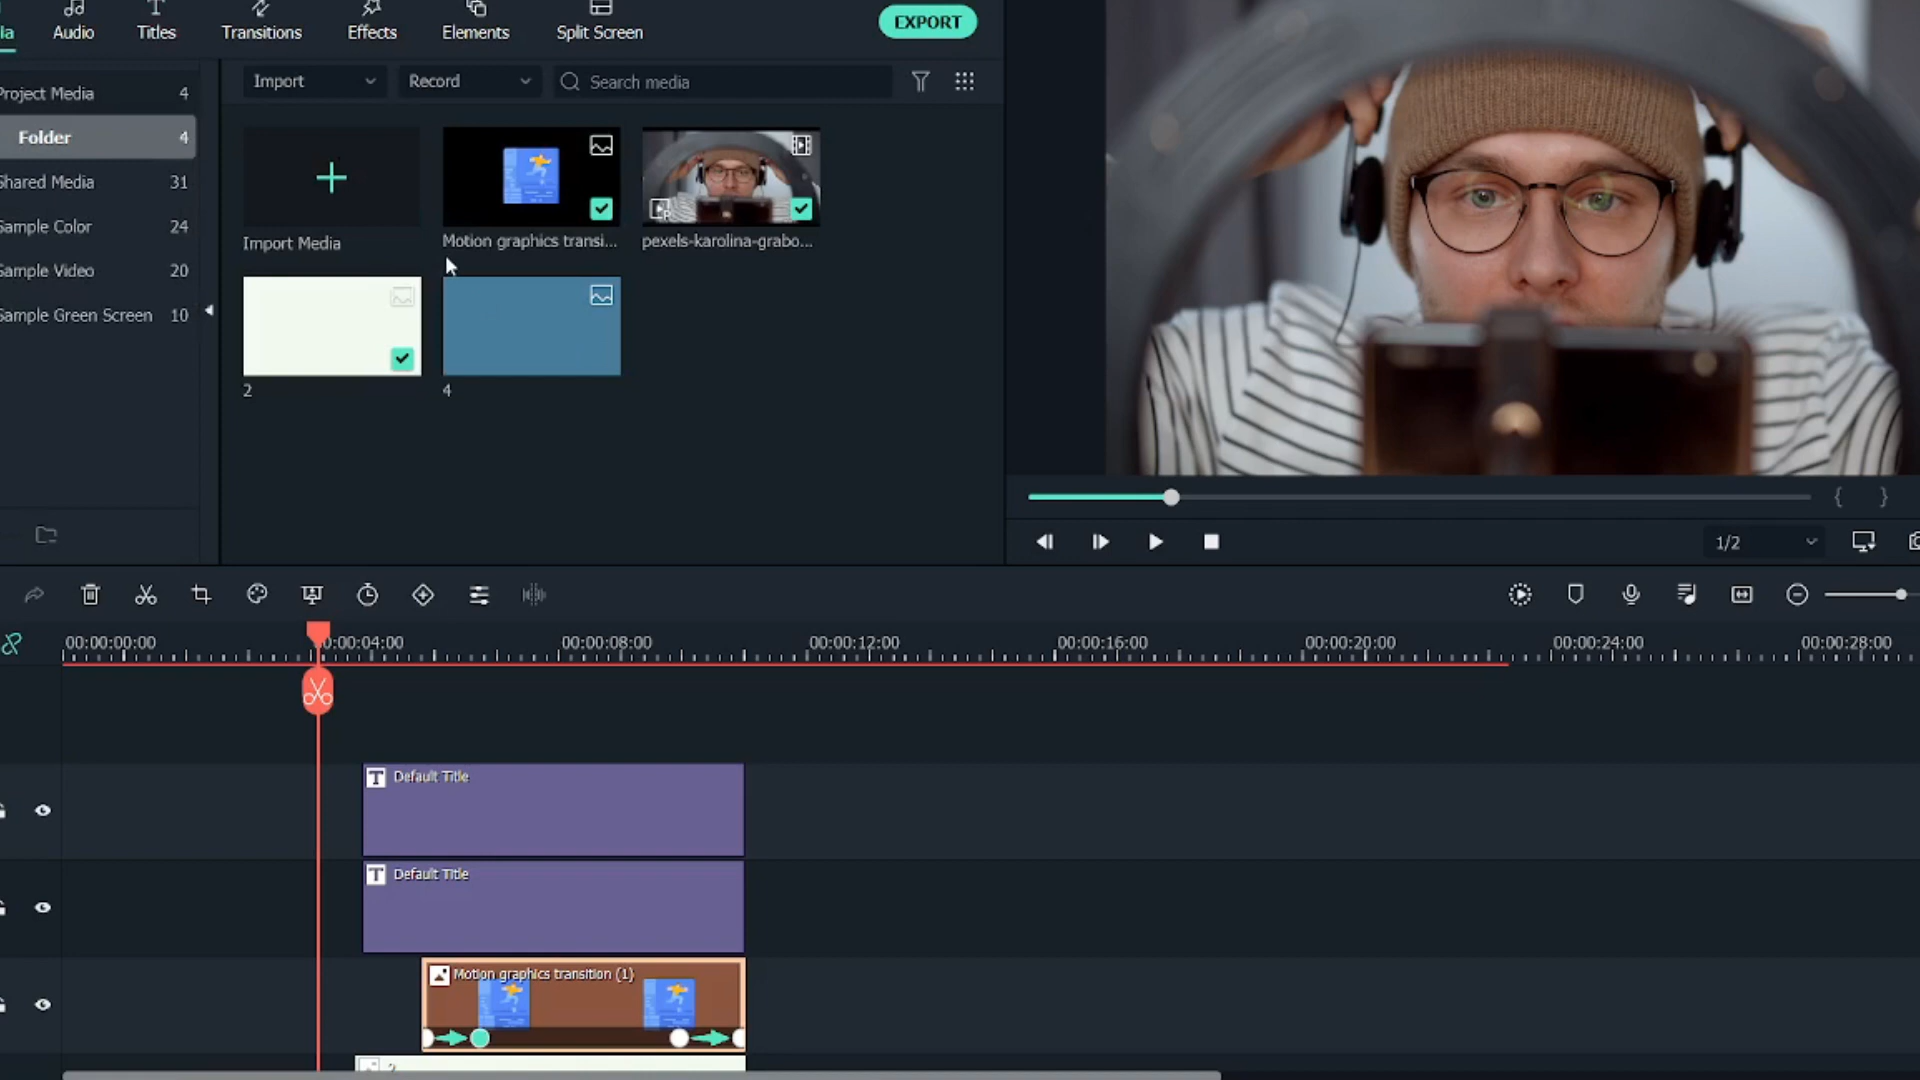 la Audio Titles Transitions Effects Elements Split Screen EXPORT
Import Record Search media
Project Media 4
Folder 4
Shared Media 31
Sample Color 24
Sample Video 20
Sample Green Screen 10
Import Media Motion graphics transi... pexels-karolina-grabo...
2 4
1/2
00:00:00:00 0:00:04:00 00:00:08:00 00:00:12:00 00:00:16:00 00:00:20:00 00:00:24:00 00:00:28:00
T Default Title
T Default Title
Motion graphics transition (1)
2